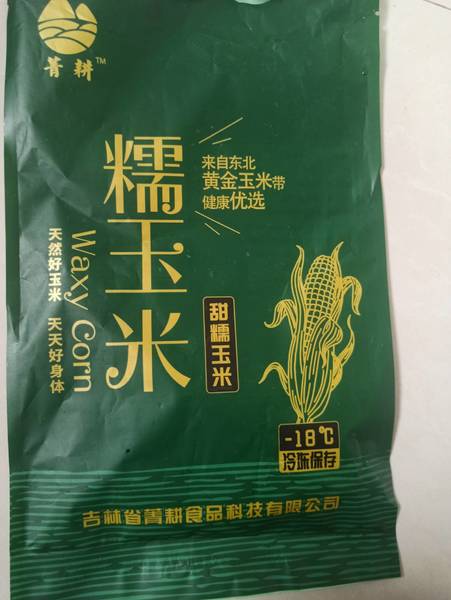 菁耕™
糯玉米
Waxy Corn
天然好玉米 天天好身体
来自东北
黄金玉米带
健康优选
甜糯玉米
-18℃
冷冻保存
吉林省菁耕食品科技有限公司